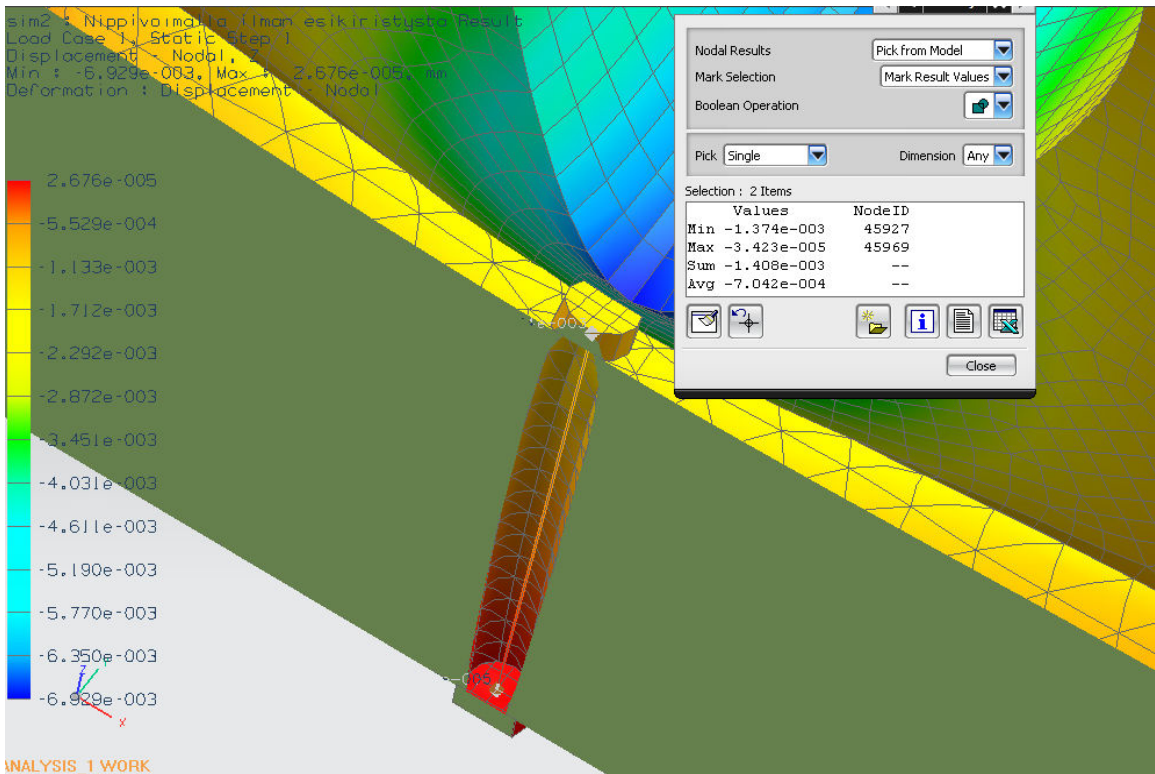 sim2 : Nippivoimalla ilman esikiristysta Result
Load Case 1, Static Step 1
Displacement - Nodal, Z
Min : -6.929e-003, Max : 2.676e-005, mm
Deformation : Displacement - Nodal
2.676e-005
-5.529e-004
-1.133e-003
-1.712e-003
-2.292e-003
-2.872e-003
-3.451e-003
-4.031e-003
-4.611e-003
-5.190e-003
-5.770e-003
-6.350e-003
-6.929e-003
Z
Y
X
ANALYSIS 1 WORK
e-003
-005
Nodal Results Pick from Model
Mark Selection Mark Result Values
Boolean Operation
Pick Single Dimension Any
Selection : 2 Items
Values NodeID
Min -1.374e-003 45927
Max -3.423e-005 45969
Sum -1.408e-003 --
Avg -7.042e-004 --
Close